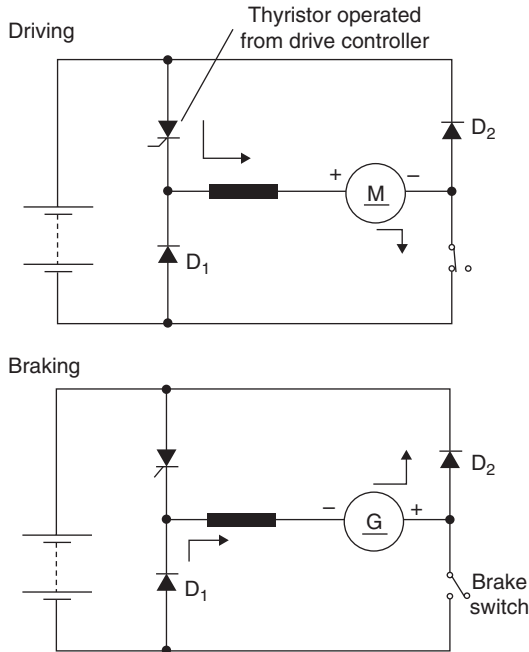 Driving
Thyristor operated
from drive controller
D₂
+
M
−
D₁
Braking
D₂
−
G
+
D₁
Brake
switch